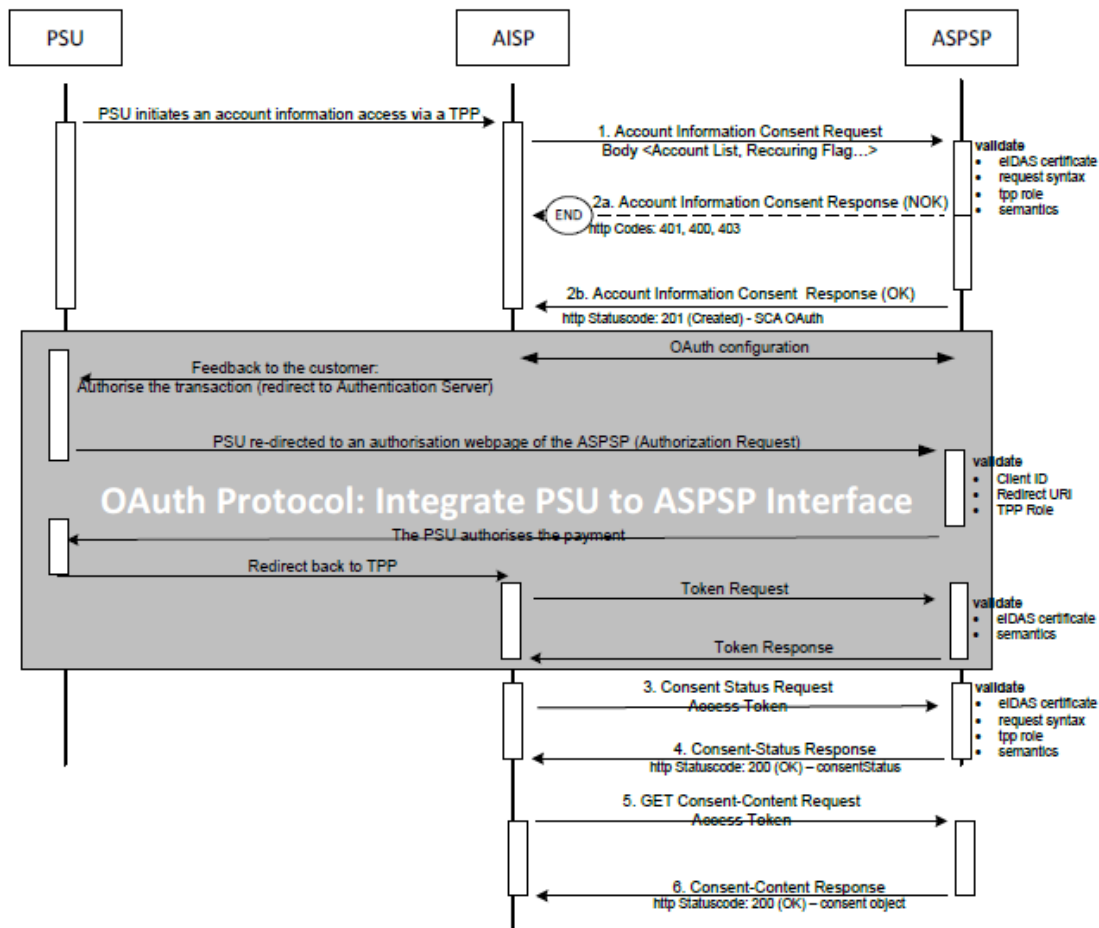 PSU
AISP
ASPSP
PSU initiates an account information access via a TPP
1. Account Information Consent Request
Body <Account List, Reccuring Flag...>
validate
• eIDAS certificate
• request syntax
• tpp role
• semantics
2a. Account Information Consent Response (NOK)
END
http Codes: 401, 400, 403
2b. Account Information Consent Response (OK)
http Statuscode: 201 (Created) - SCA OAuth
OAuth configuration
Feedback to the customer:
Authorise the transaction (redirect to Authentication Server)
PSU re-directed to an authorisation webpage of the ASPSP (Authorization Request)
validate
• Client ID
• Redirect URI
• TPP Role
OAuth Protocol: Integrate PSU to ASPSP Interface
The PSU authorises the payment
Redirect back to TPP
Token Request
validate
• eIDAS certificate
• semantics
Token Response
3. Consent Status Request
Access Token
validate
• eIDAS certificate
• request syntax
• tpp role
• semantics
4. Consent-Status Response
http Statuscode: 200 (OK) – consentStatus
5. GET Consent-Content Request
Access Token
6. Consent-Content Response
http Statuscode: 200 (OK) – consent object